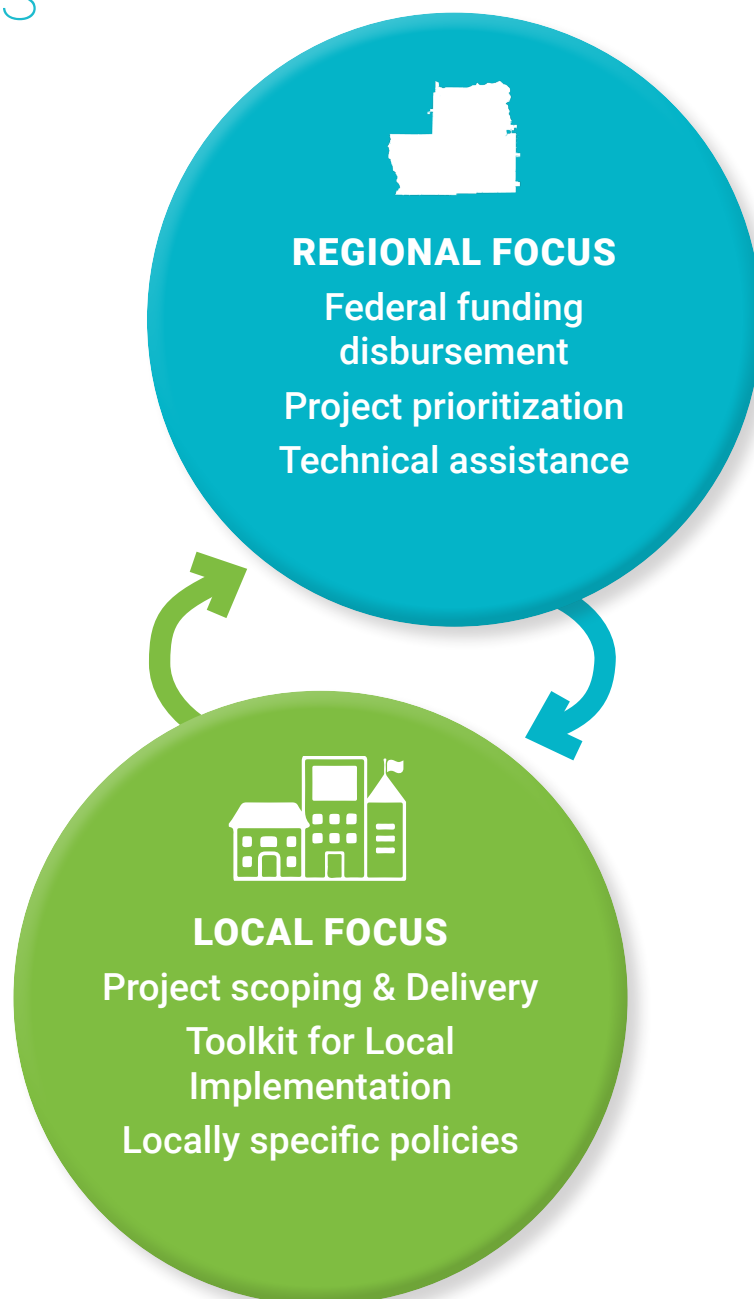 REGIONAL FOCUS
Federal funding
disbursement
Project prioritization
Technical assistance
LOCAL FOCUS
Project scoping & Delivery
Toolkit for Local
Implementation
Locally specific policies